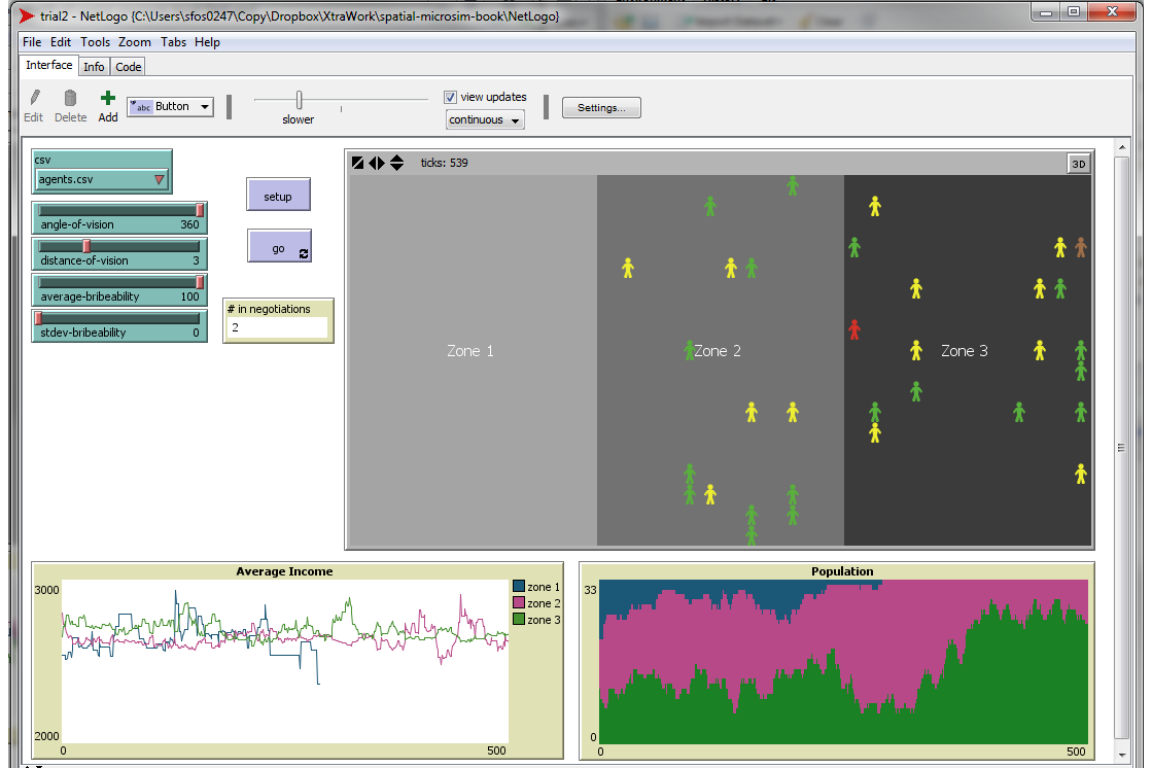 trial2 - NetLogo {C:\Users\sfos0247\Copy\Dropbox\XtraWork\spatial-microsim-book\NetLogo}
File Edit Tools Zoom Tabs Help
Interface Info Code
Edit Delete Add
abc Button
slower
view updates
continuous
Settings...
csv
agents.csv
angle-of-vision 360
distance-of-vision 3
average-bribeability 100
stdev-bribeability 0
setup
go
# in negotiations
2
ticks: 539
3D
Zone 1
Zone 2
Zone 3
Average Income
3000
2000
0
500
zone 1
zone 2
zone 3
Population
33
0
0
500